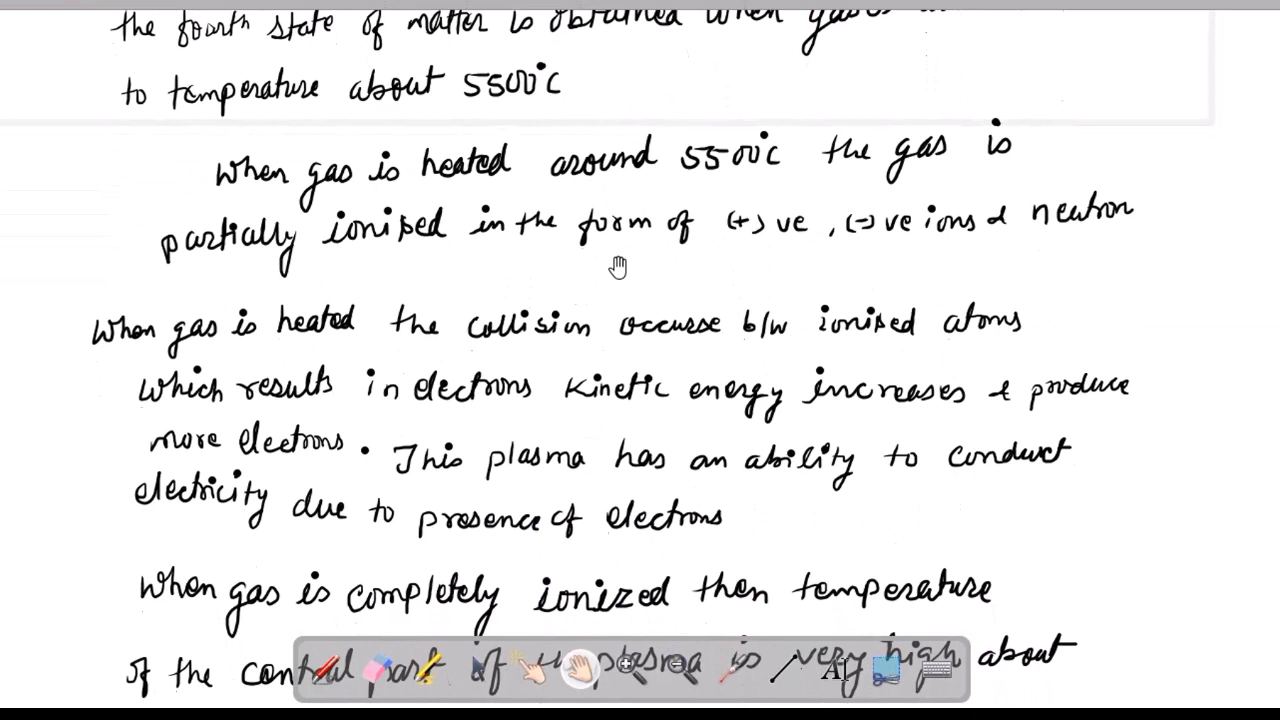 the fourth state of matter is obtained when gases
to temperature about 5500°C
When gas is heated around 5500°C the gas is
partially ionised in the form of (+)ve, (-)ve ions & neutron
When gas is heated the collision occurse b/w ionised atoms
which results in electrons kinetic energy increases & produce
more electrons. This plasma has an ability to conduct
electricity due to presence of electrons
When gas is completely ionized then temperature
of the central part of plasma is very high about